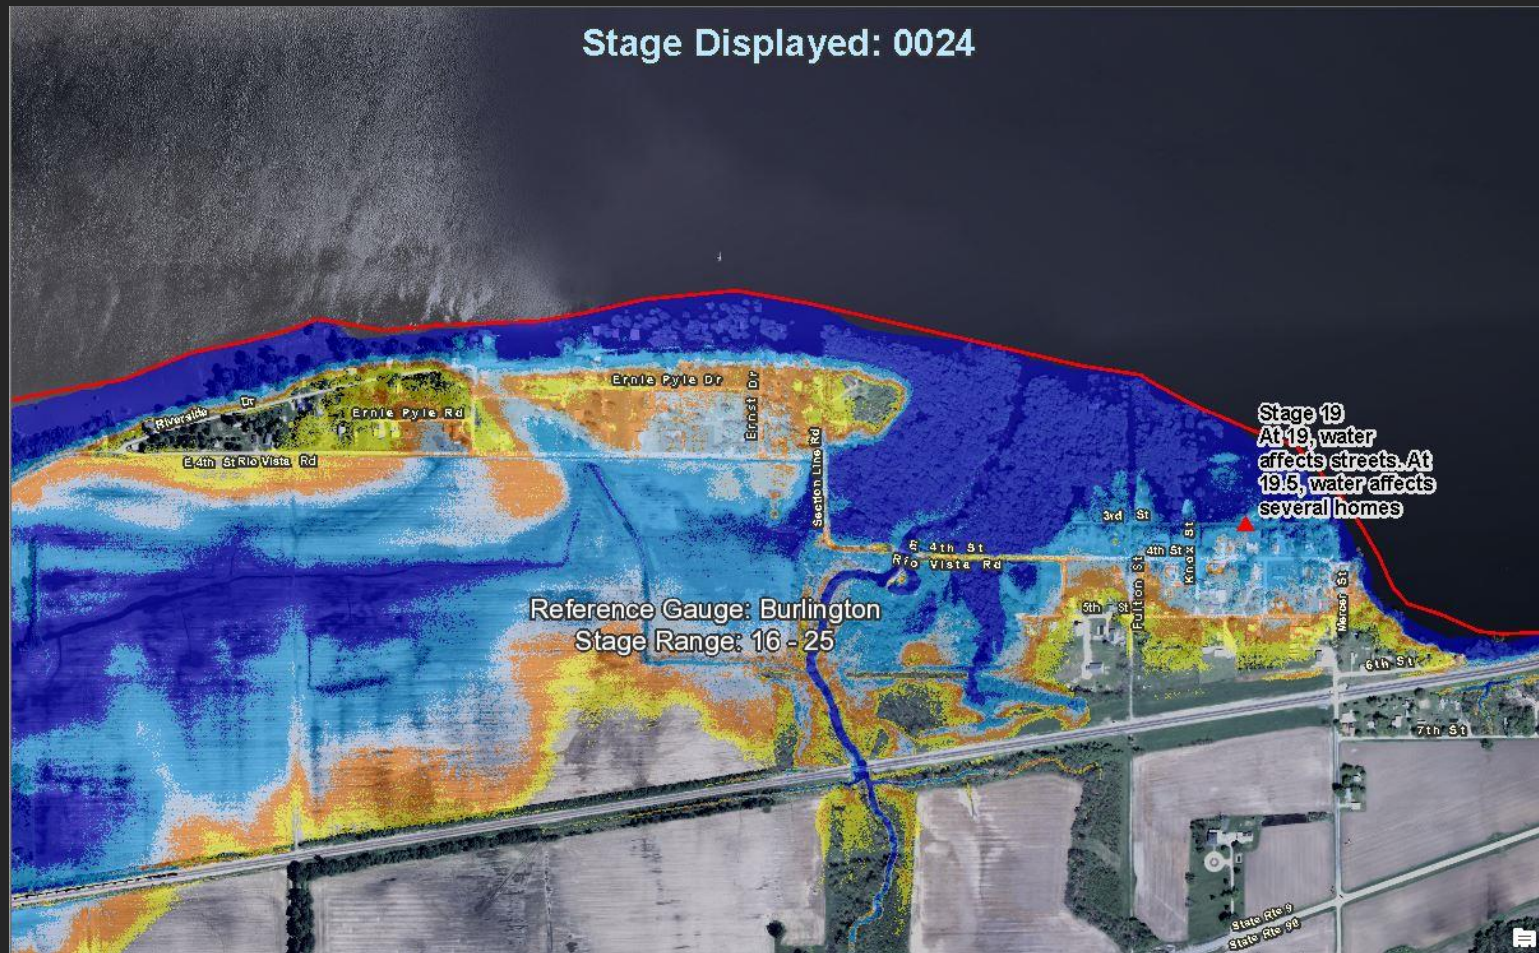 Stage Displayed: 0024
Ernie Pyle Dr
Ernst Dr
Riverside Dr
Ernie Pyle Rd
E 4th St Rio Vista Rd
Section Line Rd
Stage 19
At 19, water
affects streets. At
19.5, water affects
several homes
3rd St
E 4th St
Rio Vista Rd
4th St
Knox St
Fulton St
Mercer St
5th St
Reference Gauge: Burlington
Stage Range: 16 - 25
6th St
7th St
State Rte 9
State Rte 96